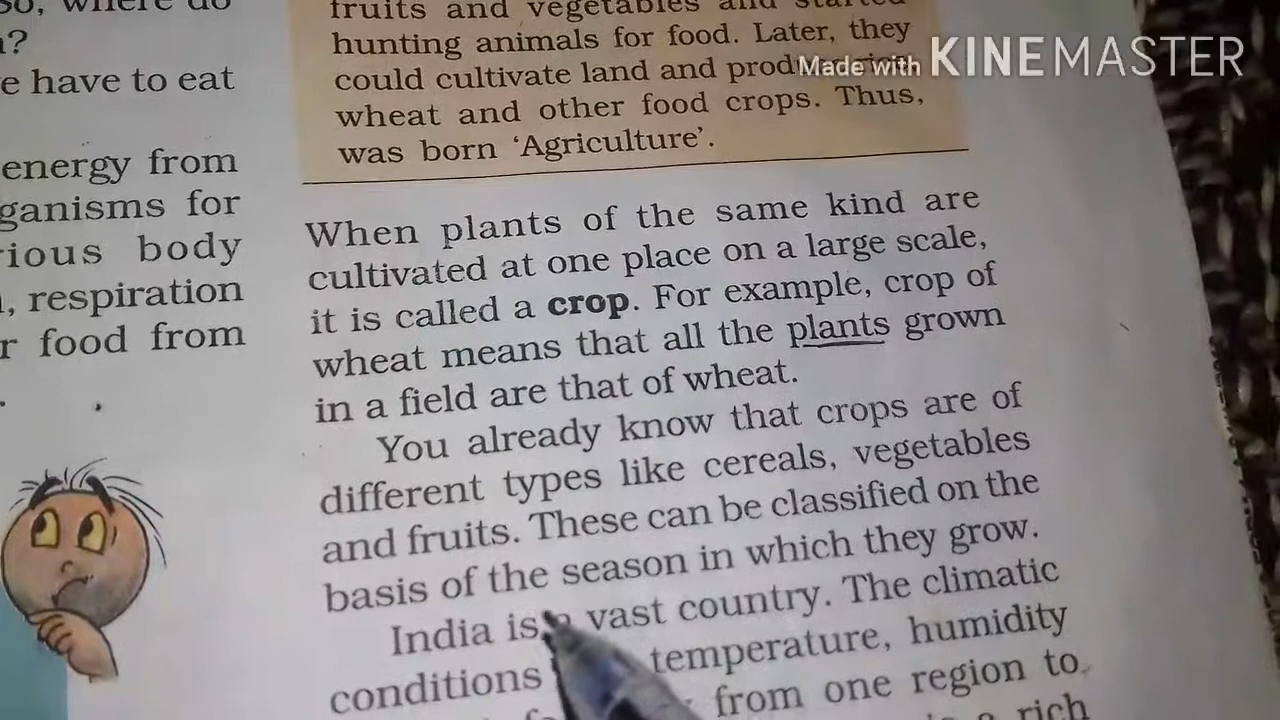 so, where do
?
e have to eat
energy from
ganisms for
rious body
, respiration
r food from
fruits and vegetables and started
hunting animals for food. Later, they
could cultivate land and produce
wheat and other food crops. Thus,
was born 'Agriculture'.
Made with KINEMASTER
When plants of the same kind are
cultivated at one place on a large scale,
it is called a crop. For example, crop of
wheat means that all the plants grown
in a field are that of wheat.
You already know that crops are of
different types like cereals, vegetables
and fruits. These can be classified on the
basis of the season in which they grow.
India is a vast country. The climatic
conditions temperature, humidity
from one region to
a rich